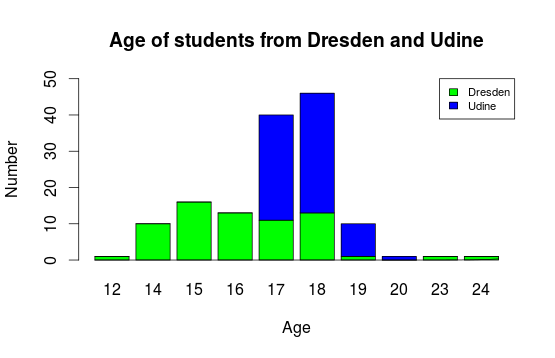 Age of students from Dresden and Udine
Dresden
Udine
Number
50
40
30
20
10
0
12 14 15 16 17 18 19 20 23 24
Age